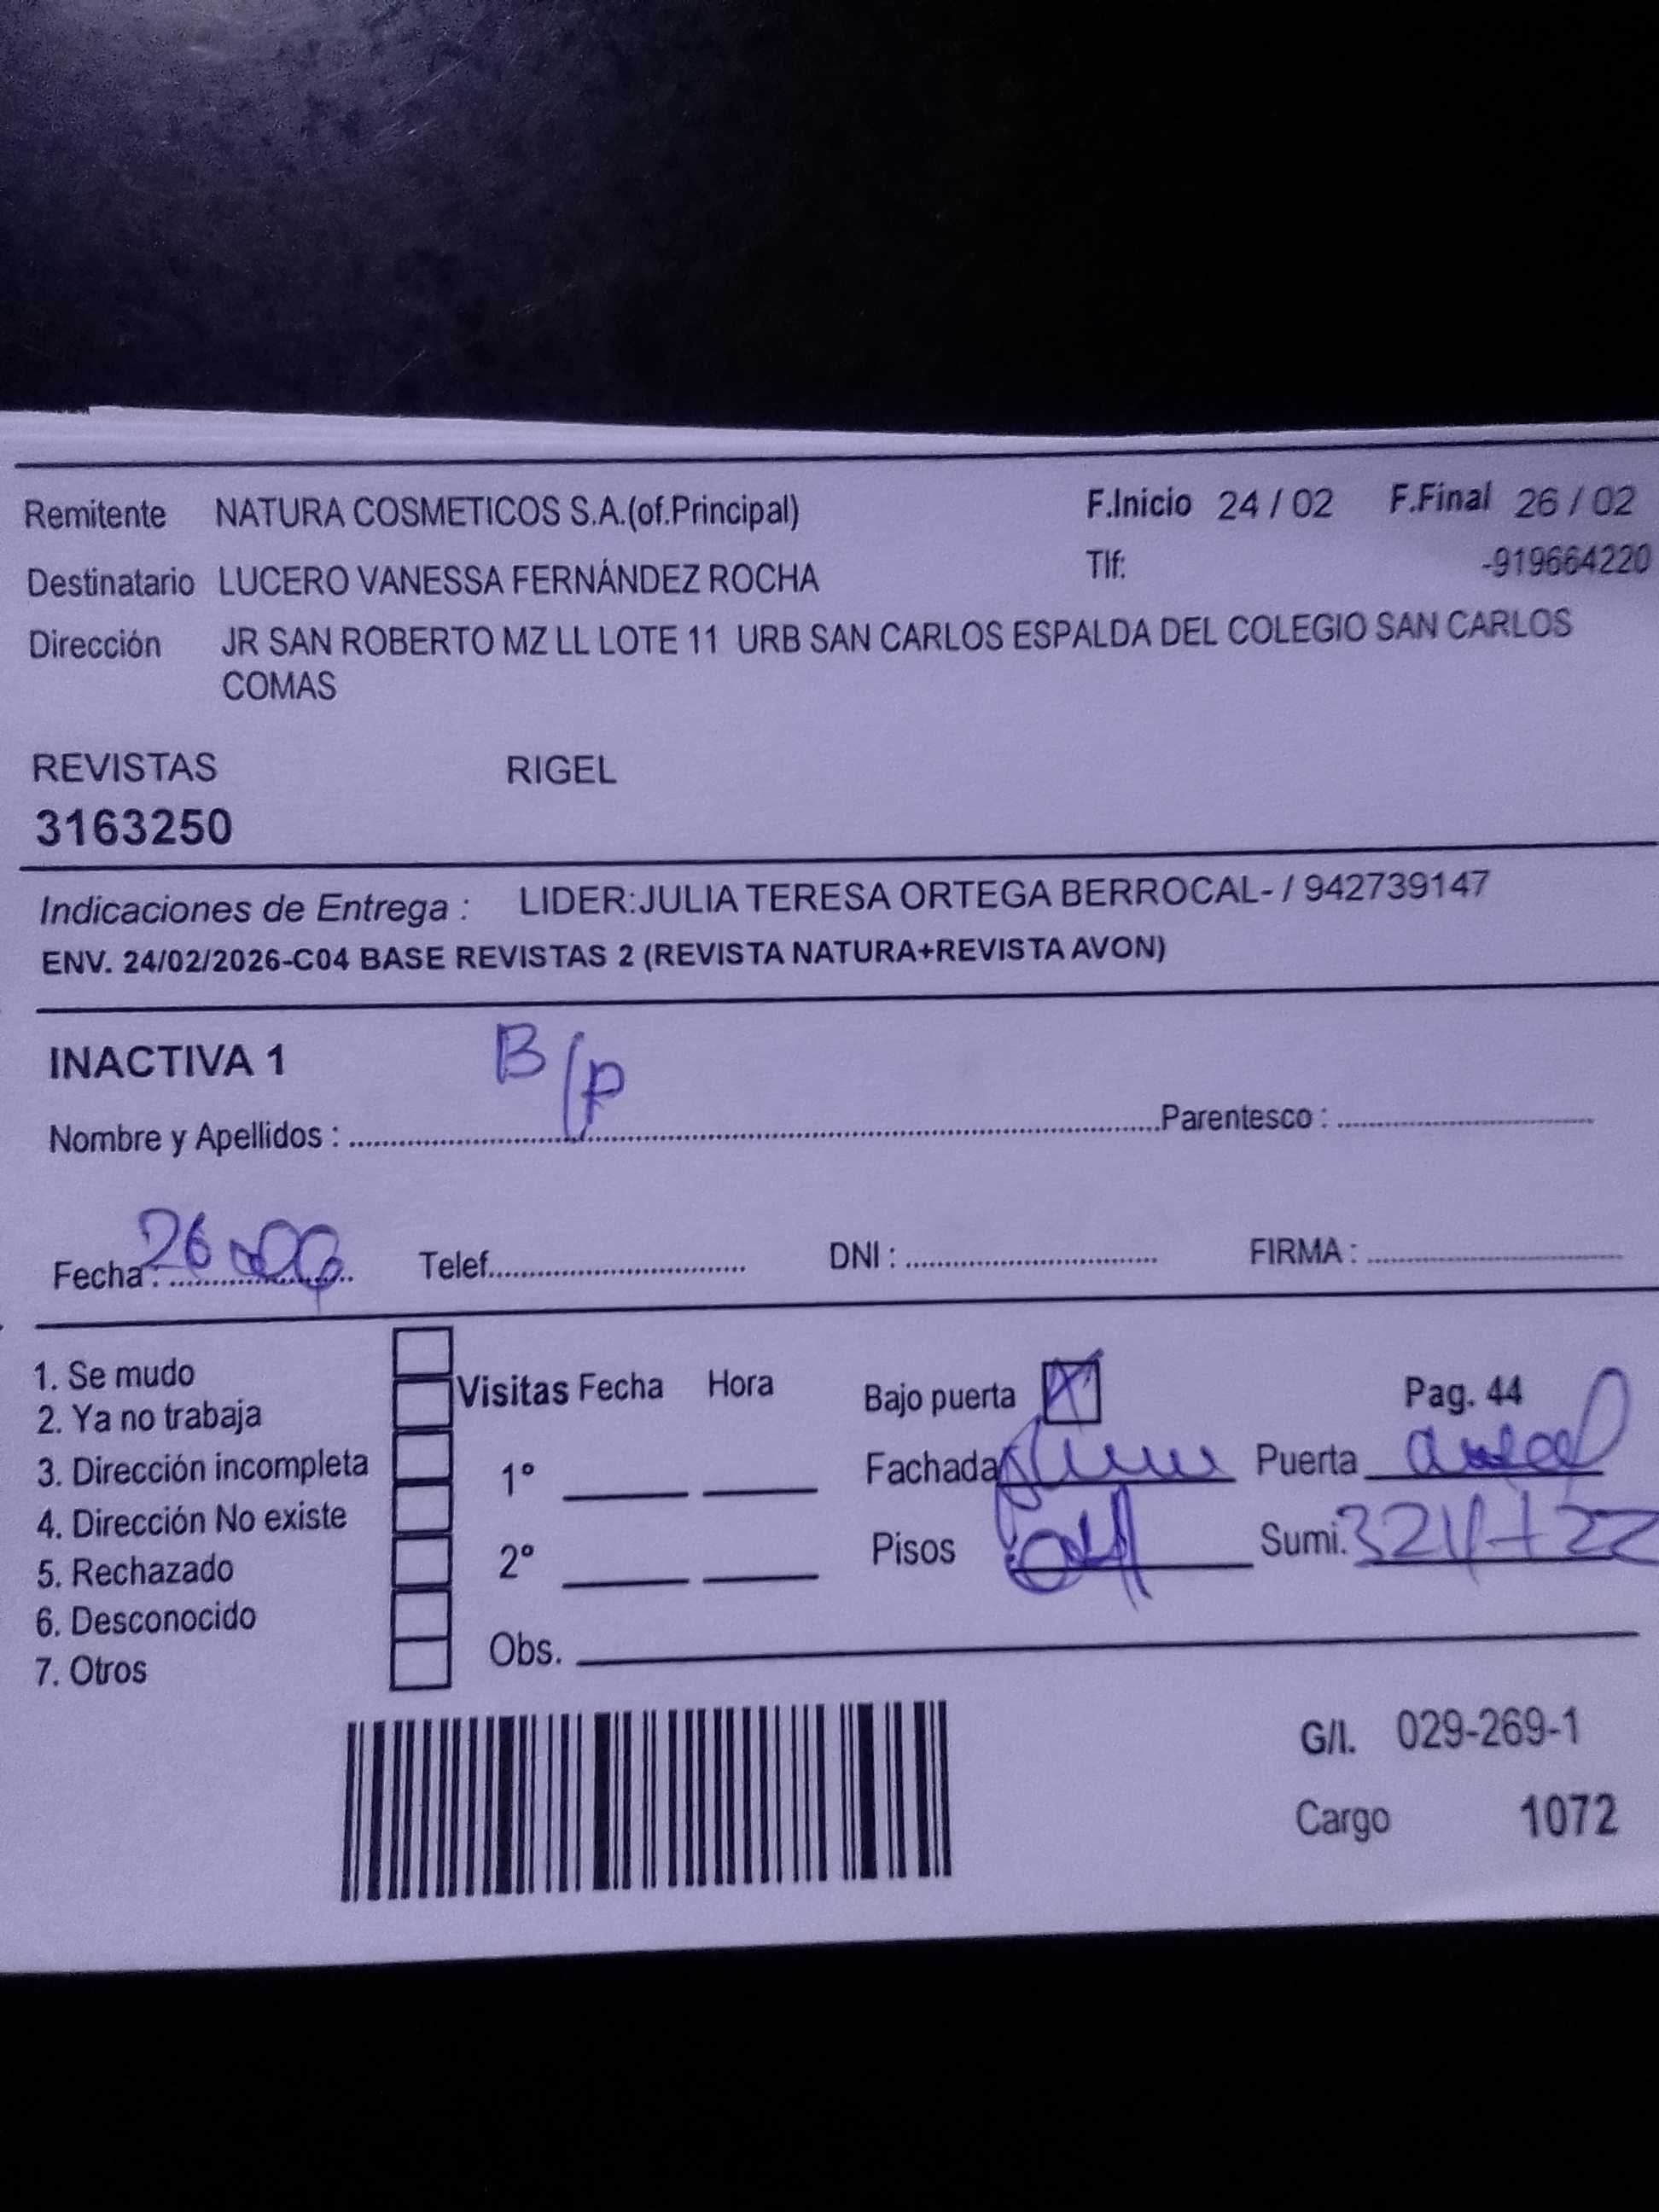 Remitente NATURA COSMETICOS S.A.(of.Principal) F.Inicio 24 / 02 F.Final 26 / 02
Destinatario LUCERO VANESSA FERNÁNDEZ ROCHA Tlf: -919664220
Dirección JR SAN ROBERTO MZ LL LOTE 11 URB SAN CARLOS ESPALDA DEL COLEGIO SAN CARLOS
COMAS
REVISTAS RIGEL
3163250
Indicaciones de Entrega : LIDER:JULIA TERESA ORTEGA BERROCAL- / 942739147
ENV. 24/02/2026-C04 BASE REVISTAS 2 (REVISTA NATURA+REVISTA AVON)
INACTIVA 1 B/P
Nombre y Apellidos : Parentesco :
Fecha : 26 Telef. DNI : FIRMA :
1. Se mudo
2. Ya no trabaja
3. Dirección incompleta
4. Dirección No existe
5. Rechazado
6. Desconocido
7. Otros
Visitas Fecha Hora
1°
2°
Obs.
Bajo puerta X Pag. 44
Fachada Puerta
Pisos Sumi.
G/I. 029-269-1
Cargo 1072